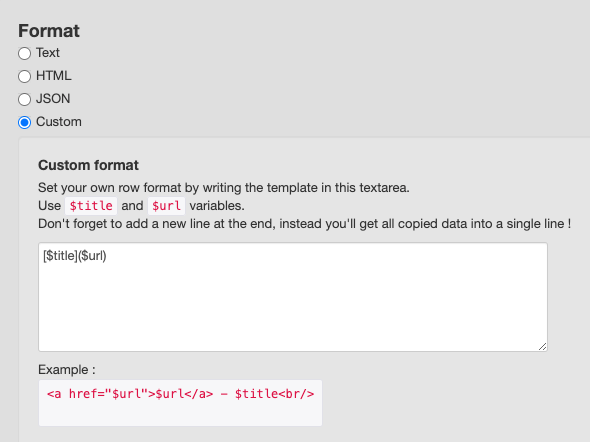 Format
Text
HTML
JSON
Custom
Custom format
Set your own row format by writing the template in this textarea.
Use $title and $url variables.
Don't forget to add a new line at the end, instead you'll get all copied data into a single line !
[$title]($url)
Example :
<a href="$url">$url</a> - $title<br/>